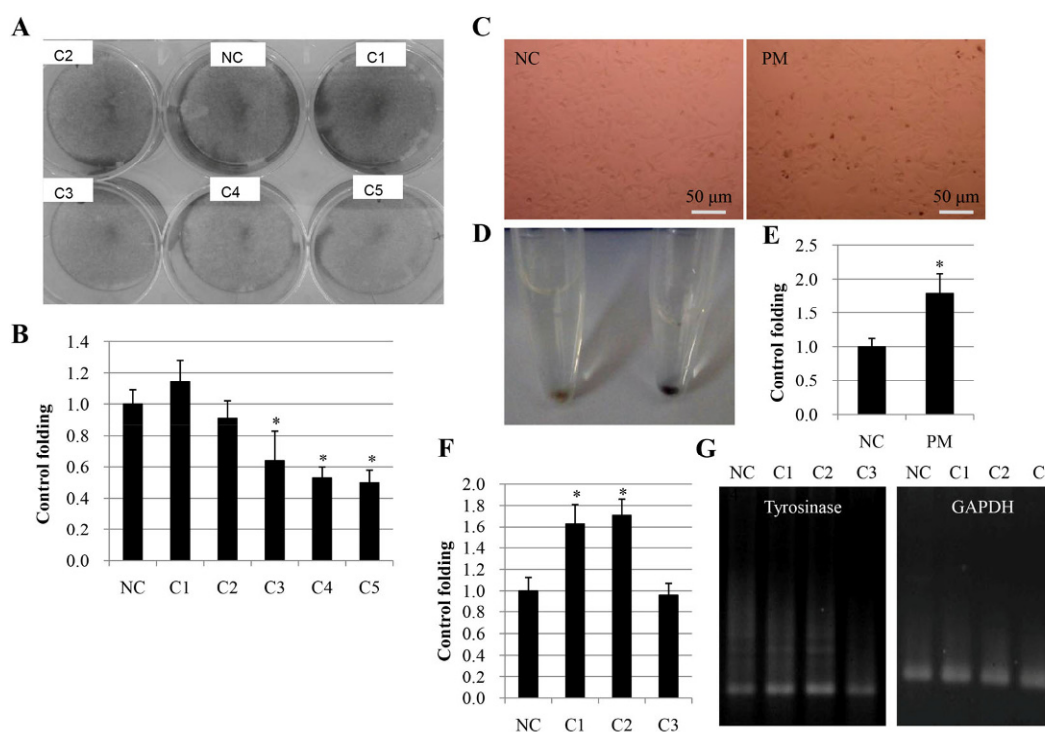 A
C2
NC
C1
C3
C4
C5
B
Control folding
1.4
1.2
1.0
0.8
0.6
0.4
0.2
0.0
*
*
*
NC C1 C2 C3 C4 C5
C
NC
50 μm
PM
50 μm
D
E
Control folding
2.5
2.0
1.5
1.0
0.5
0.0
*
NC PM
F
Control folding
2.0
1.8
1.6
1.4
1.2
1.0
0.8
0.6
0.4
0.2
0.0
*
*
NC C1 C2 C3
G
NC C1 C2 C3
Tyrosinase
NC C1 C2 C
GAPDH